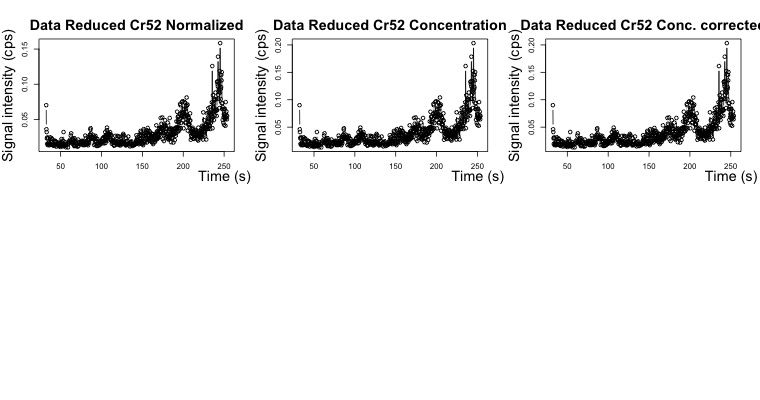 Data Reduced Cr52 Normalized
Signal intensity (cps)
0.05 0.10 0.15
50 100 150 200 250
Time (s)
Data Reduced Cr52 Concentration
Signal intensity (cps)
0.05 0.10 0.15 0.20
50 100 150 200 250
Time (s)
Data Reduced Cr52 Conc. corrected
Signal intensity (cps)
0.05 0.10 0.15 0.20
50 100 150 200 250
Time (s)